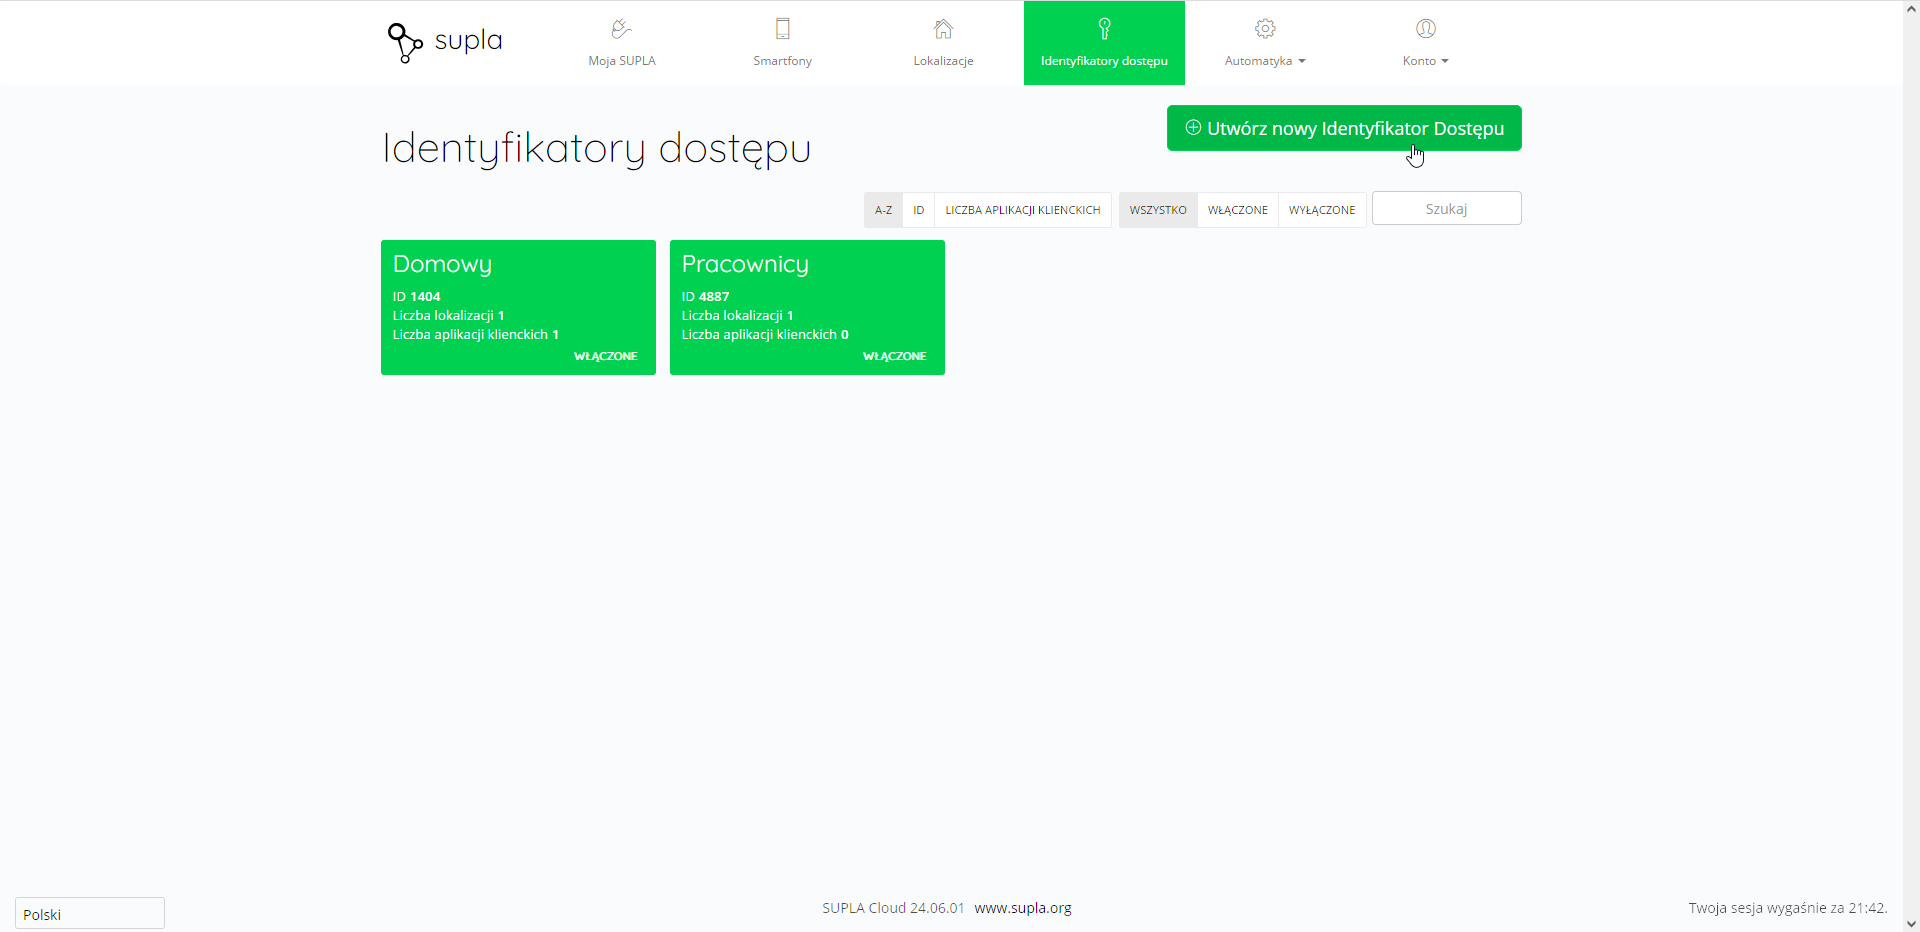 supla
Moja SUPLA
Smartfony
Lokalizacje
Identyfikatory dostępu
Automatyka
Konto
Identyfikatory dostępu
Utwórz nowy Identyfikator Dostępu
A-Z ID LICZBA APLIKACJI KLIENCKICH WSZYSTKO WŁĄCZONE WYŁĄCZONE Szukaj
Domowy
ID 1404
Liczba lokalizacji 1
Liczba aplikacji klienckich 1
WŁĄCZONE
Pracownicy
ID 4887
Liczba lokalizacji 1
Liczba aplikacji klienckich 0
WŁĄCZONE
Polski
SUPLA Cloud 24.06.01 www.supla.org
Twoja sesja wygaśnie za 21:42.